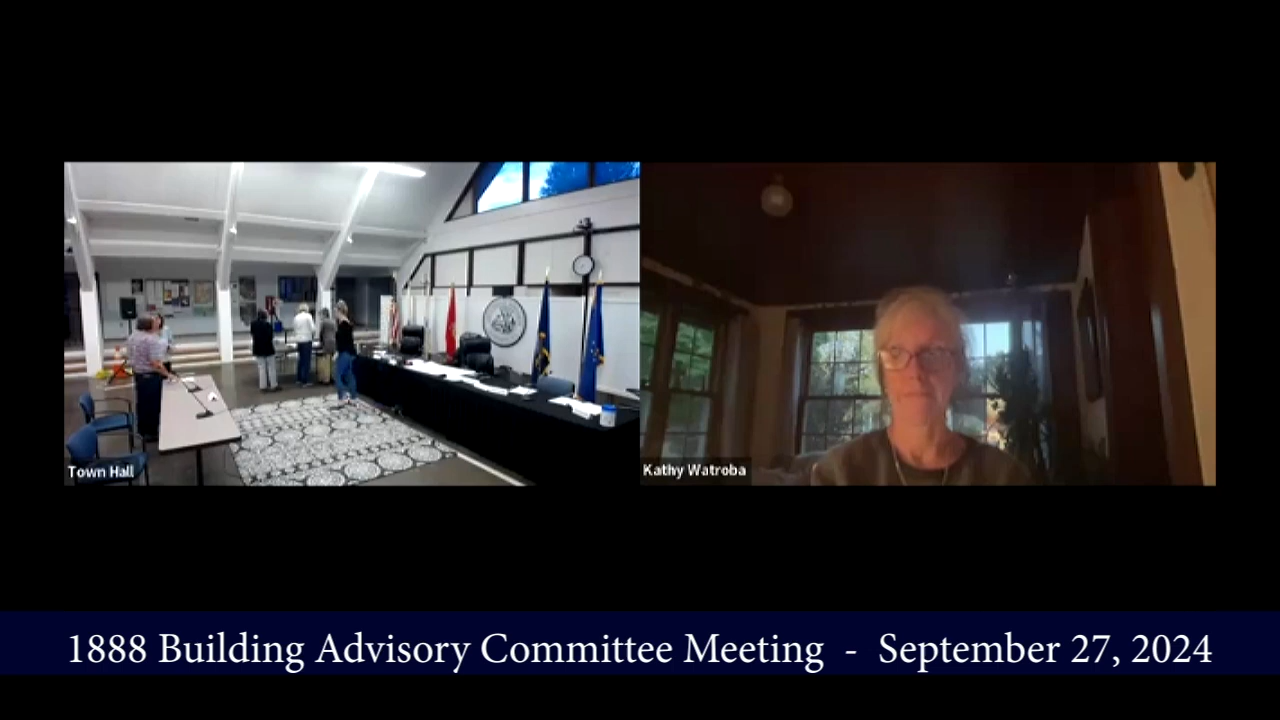 Town Hall
Kathy Watroba
1888 Building Advisory Committee Meeting - September 27, 2024